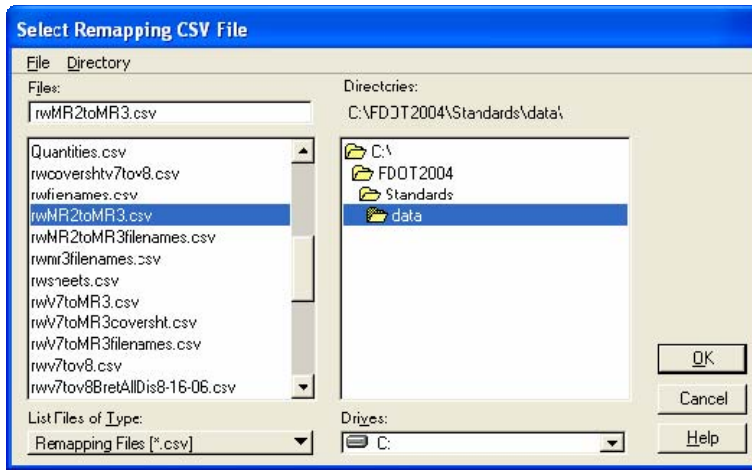 Select Remapping CSV File
File Directory
Files:
rwMR2toMR3.csv
Quantities.csv
rwcovershtv7tov8.csv
rwfilenames.csv
rwMR2toMR3.csv
rwMR2toMR3filenames.csv
rwmr3filenames.csv
rwsheets.csv
rwV7toMR3.csv
rwV7toMR3coversht.csv
rwV7toMR3filenames.csv
rwv7tov8.csv
rwv7tov8BretAllDis8-16-06.csv
List Files of Type:
Remapping Files [*.csv]
Directories:
C:\FDOT2004\Standards\data\
C:\
FDOT2004
Standards
data
Drives:
C:
OK
Cancel
Help